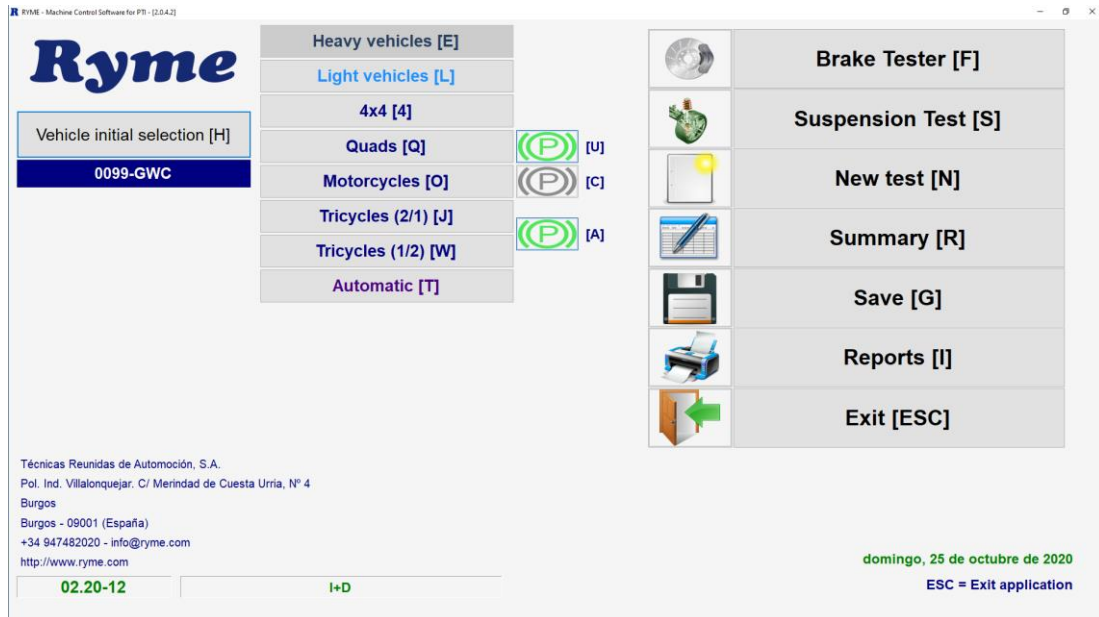 RYME - Machine Control Software for PTI - [2.0.4.2]
Ryme
Vehicle initial selection [H]
0099-GWC
Heavy vehicles [E]
Light vehicles [L]
4x4 [4]
Quads [Q]
Motorcycles [O]
Tricycles (2/1) [J]
Tricycles (1/2) [W]
Automatic [T]
(P) [U]
(P) [C]
(P) [A]
Brake Tester [F]
Suspension Test [S]
New test [N]
Summary [R]
Save [G]
Reports [I]
Exit [ESC]
Técnicas Reunidas de Automoción, S.A.
Pol. Ind. Villalonquejar. C/ Merindad de Cuesta Urria, Nº 4
Burgos
Burgos - 09001 (España)
+34 947482020 - info@ryme.com
http://www.ryme.com
02.20-12
I+D
domingo, 25 de octubre de 2020
ESC = Exit application